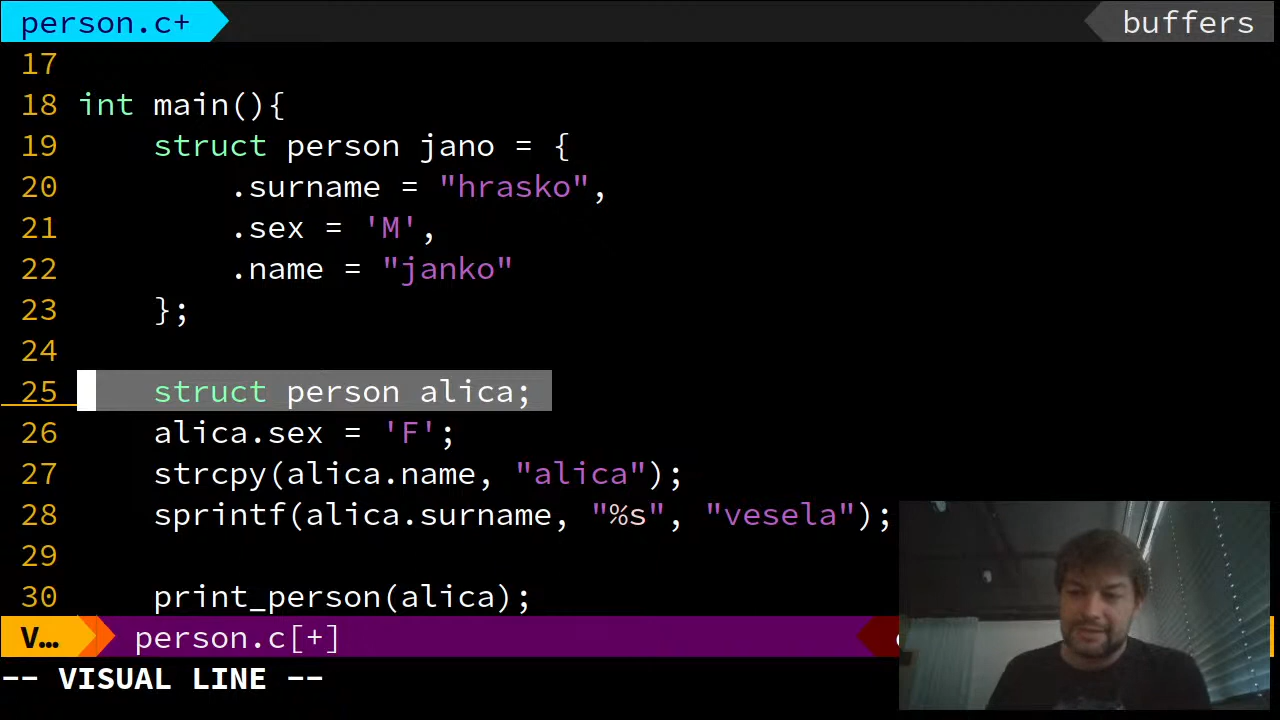 person.c+ buffers
17
18 int main(){
19     struct person jano = {
20         .surname = "hrasko",
21         .sex = 'M',
22         .name = "janko"
23     };
24
25     struct person alica;
26     alica.sex = 'F';
27     strcpy(alica.name, "alica");
28     sprintf(alica.surname, "%s", "vesela");
29
30     print_person(alica);
V… person.c[+]
-- VISUAL LINE --